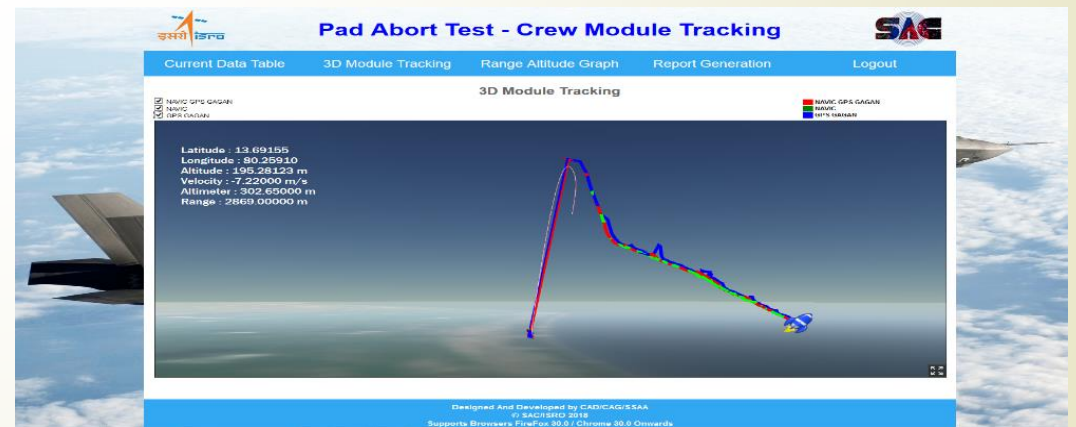 इसरो isro
Pad Abort Test - Crew Module Tracking
SAC
Current Data Table 3D Module Tracking Range Altitude Graph Report Generation Logout
3D Module Tracking
NAVIC GPS GAGAN
NAVIC
GPS GAGAN
NAVIC GPS GAGAN
NAVIC
GPS GAGAN
Latitude : 13.69155
Longitude : 80.25910
Altitude : 195.28123 m
Velocity : -7.22000 m/s
Altimeter : 302.65000 m
Range : 2869.00000 m
Designed And Developed by CAD/CAG/SSAA
© SAC/ISRO 2018
Supports Browsers FireFox 30.0 / Chrome 30.0 Onwards